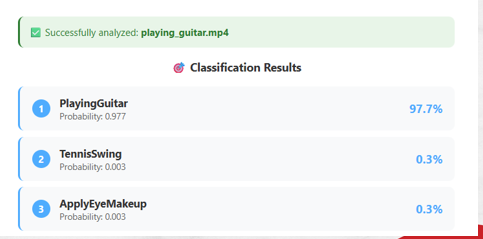 ✅ Successfully analyzed: playing_guitar.mp4
🎯 Classification Results
1 PlayingGuitar 97.7%
Probability: 0.977
2 TennisSwing 0.3%
Probability: 0.003
3 ApplyEyeMakeup 0.3%
Probability: 0.003